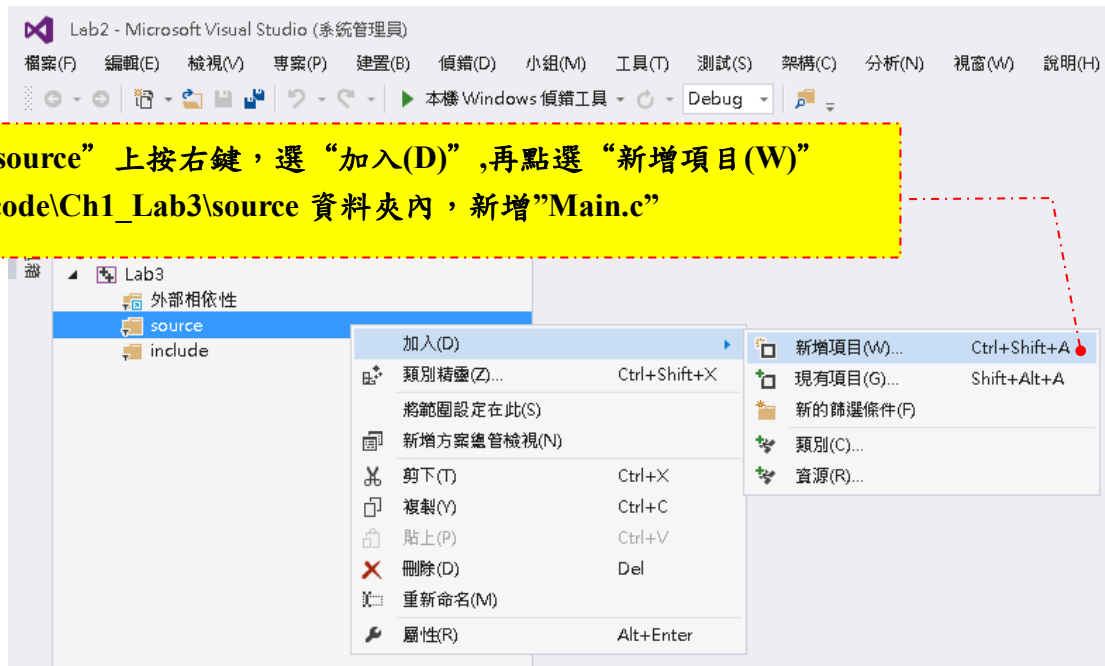 Lab2 - Microsoft Visual Studio (系統管理員)
檔案(F) 編輯(E) 檢視(V) 專案(P) 建置(B) 偵錯(D) 小組(M) 工具(T) 測試(S) 架構(C) 分析(N) 視窗(W) 說明(H)
本機 Windows 偵錯工具 Debug
source”上按右鍵，選“加入(D)”,再點選“新增項目(W)”
code\Ch1_Lab3\source 資料夾內，新增”Main.c”
Lab3
外部相依性
source
include
加入(D)
類別精靈(Z)... Ctrl+Shift+X
將範圍設定在此(S)
新增方案總管檢視(N)
剪下(T) Ctrl+X
複製(Y) Ctrl+C
貼上(P) Ctrl+V
刪除(D) Del
重新命名(M)
屬性(R) Alt+Enter
新增項目(W)... Ctrl+Shift+A
現有項目(G)... Shift+Alt+A
新的篩選條件(F)
類別(C)...
資源(R)...